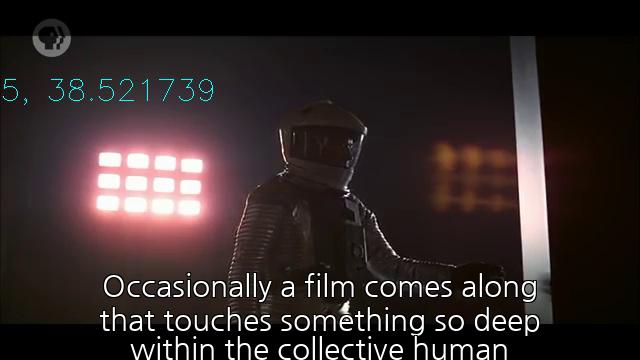 5, 38.521739
Occasionally a film comes along
that touches something so deep
within the collective human